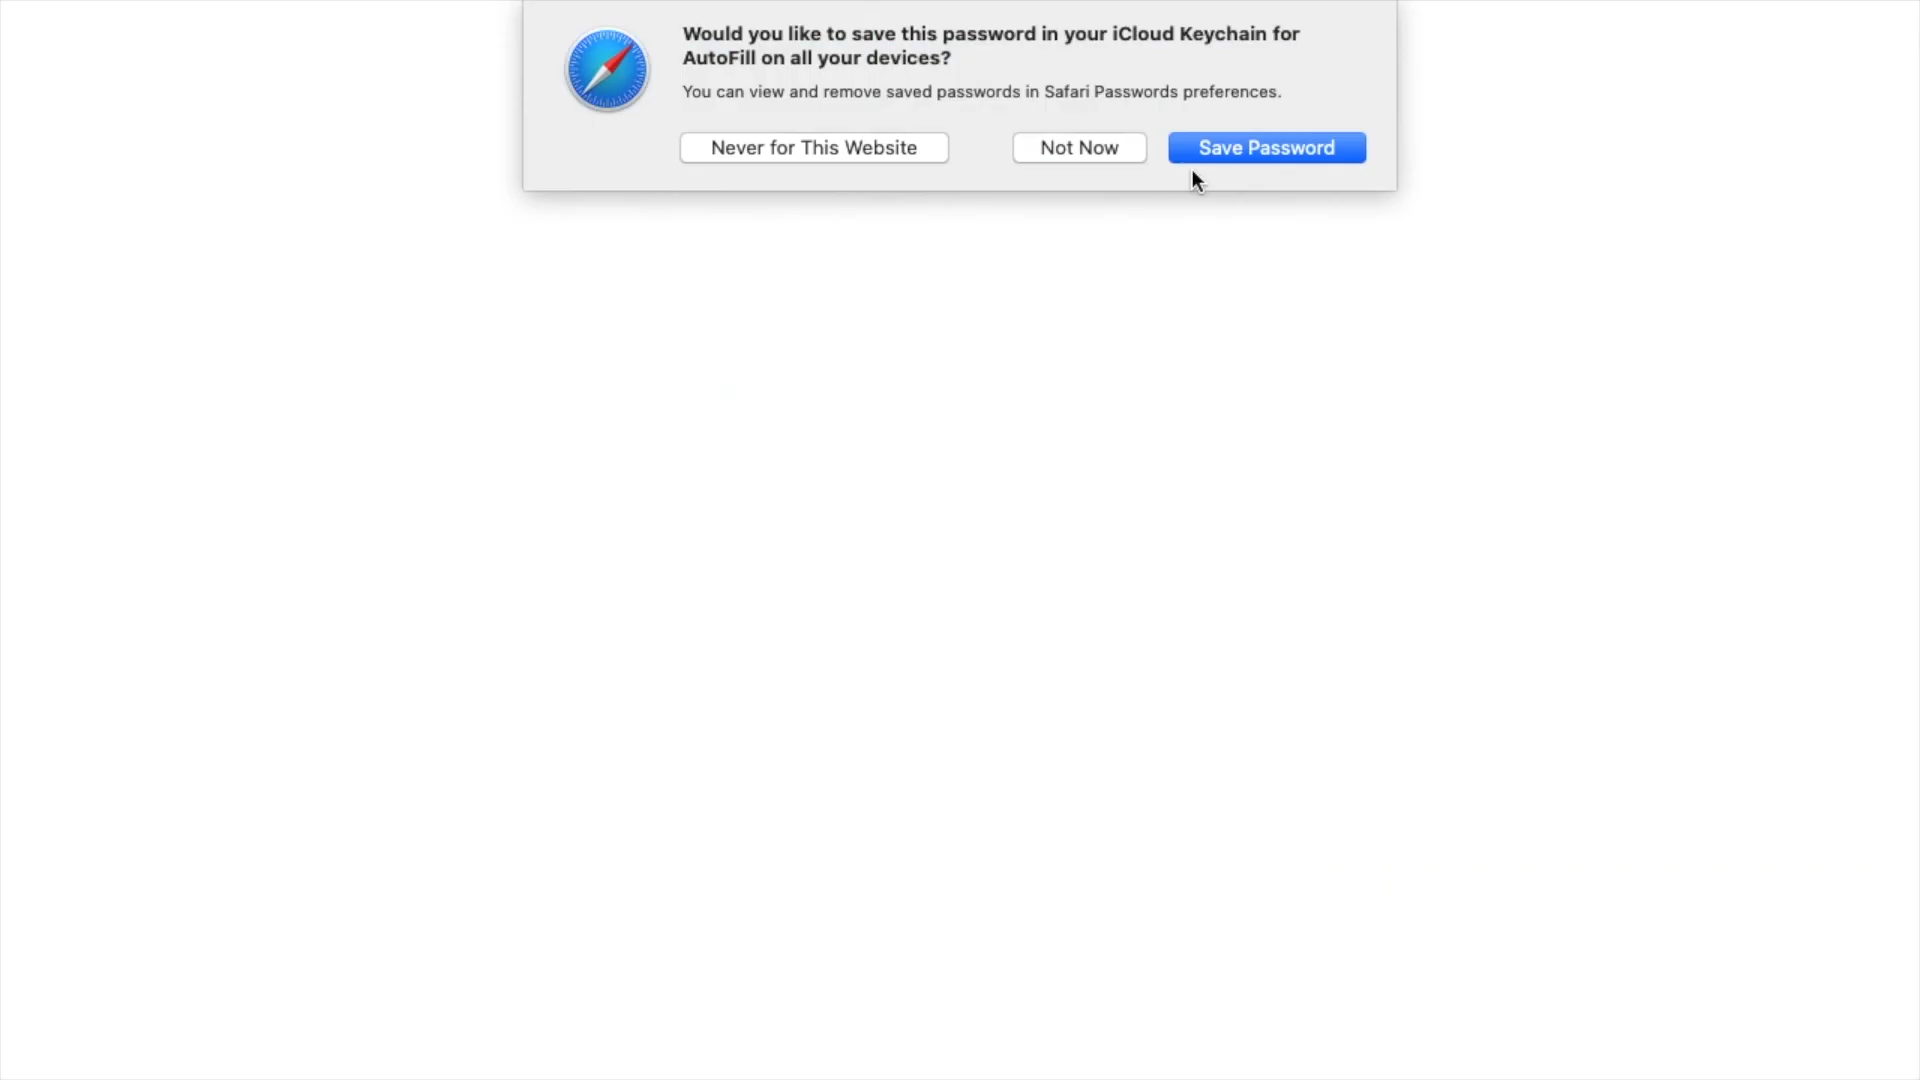 Would you like to save this password in your iCloud Keychain for
AutoFill on all your devices?
You can view and remove saved passwords in Safari Passwords preferences.
Never for This Website
Not Now
Save Password